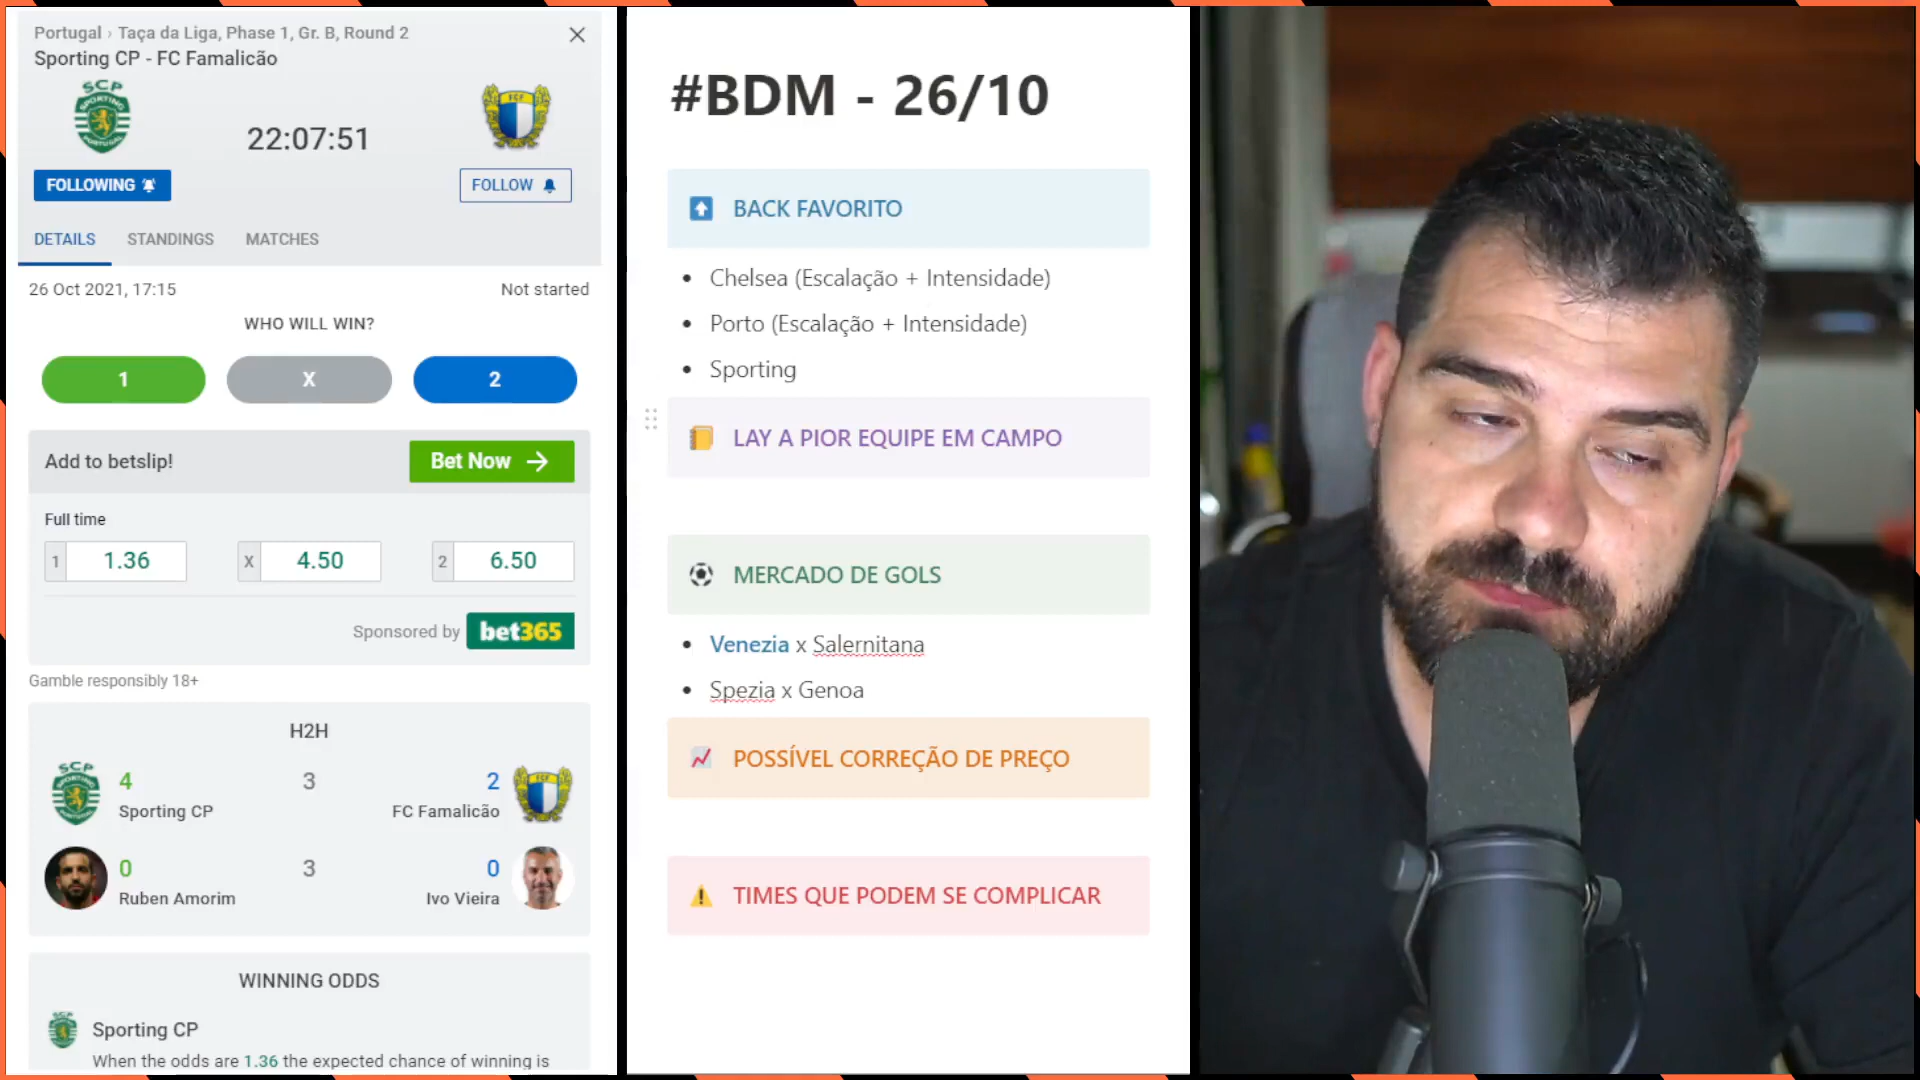 Portugal › Taça da Liga, Phase 1, Gr. B, Round 2
Sporting CP - FC Famalicão
SCP
FCF
22:07:51
FOLLOWING
FOLLOW
DETAILS STANDINGS MATCHES
26 Oct 2021, 17:15 Not started
WHO WILL WIN?
1 X 2
Add to betslip! Bet Now
Full time
1 1.36 X 4.50 2 6.50
Sponsored by bet365
Gamble responsibly 18+
H2H
4 3 2
Sporting CP FC Famalicão
0 3 0
Ruben Amorim Ivo Vieira
WINNING ODDS
Sporting CP
When the odds are 1.36 the expected chance of winning is
#BDM - 26/10
BACK FAVORITO
• Chelsea (Escalação + Intensidade)
• Porto (Escalação + Intensidade)
• Sporting
LAY A PIOR EQUIPE EM CAMPO
MERCADO DE GOLS
• Venezia x Salernitana
• Spezia x Genoa
POSSÍVEL CORREÇÃO DE PREÇO
TIMES QUE PODEM SE COMPLICAR